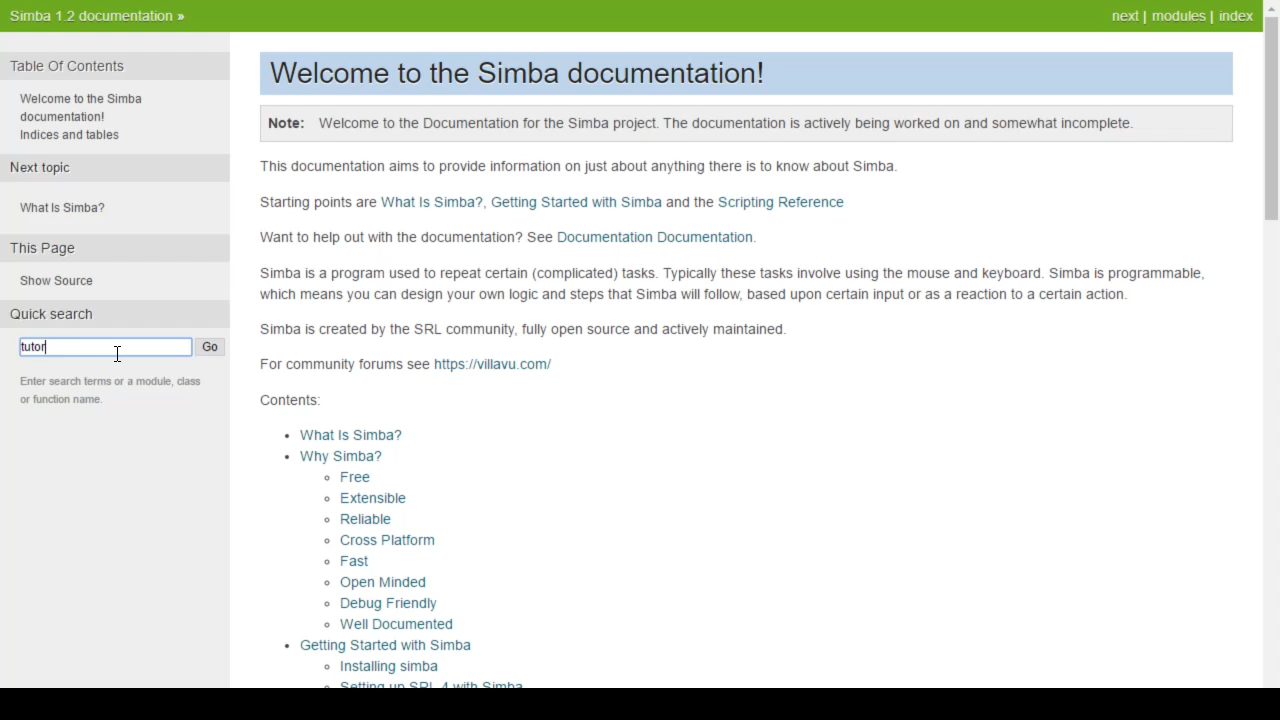 Simba 1.2 documentation »
next | modules | index
Table Of Contents
Welcome to the Simba
documentation!
Indices and tables
Next topic
What Is Simba?
This Page
Show Source
Quick search
tutor
Go
Enter search terms or a module, class
or function name.
Welcome to the Simba documentation!
Note: Welcome to the Documentation for the Simba project. The documentation is actively being worked on and somewhat incomplete.
This documentation aims to provide information on just about anything there is to know about Simba.
Starting points are What Is Simba?, Getting Started with Simba and the Scripting Reference
Want to help out with the documentation? See Documentation Documentation.
Simba is a program used to repeat certain (complicated) tasks. Typically these tasks involve using the mouse and keyboard. Simba is programmable,
which means you can design your own logic and steps that Simba will follow, based upon certain input or as a reaction to a certain action.
Simba is created by the SRL community, fully open source and actively maintained.
For community forums see https://villavu.com/
Contents:
• What Is Simba?
• Why Simba?
◦ Free
◦ Extensible
◦ Reliable
◦ Cross Platform
◦ Fast
◦ Open Minded
◦ Debug Friendly
◦ Well Documented
• Getting Started with Simba
◦ Installing simba
◦ Setting up SRL 4 with Simba